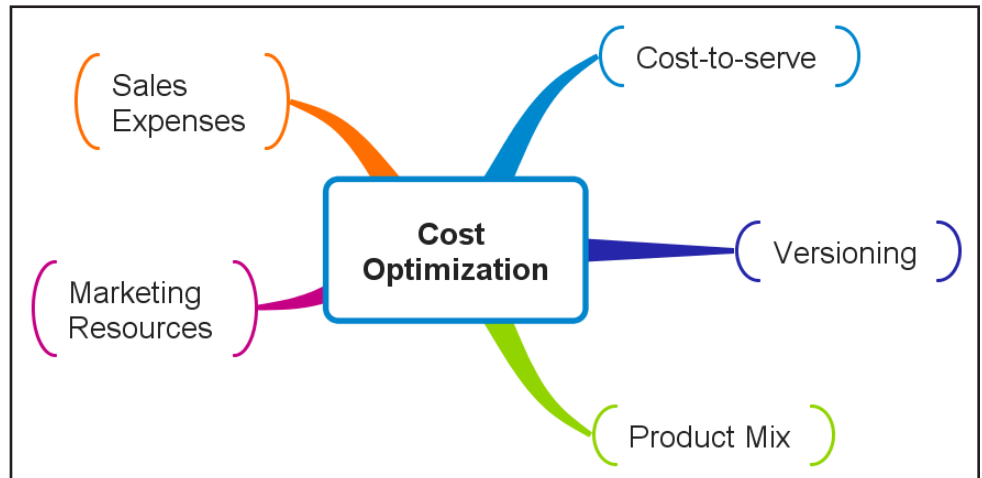 Sales
Expenses
Cost-to-serve
Cost
Optimization
Versioning
Marketing
Resources
Product Mix